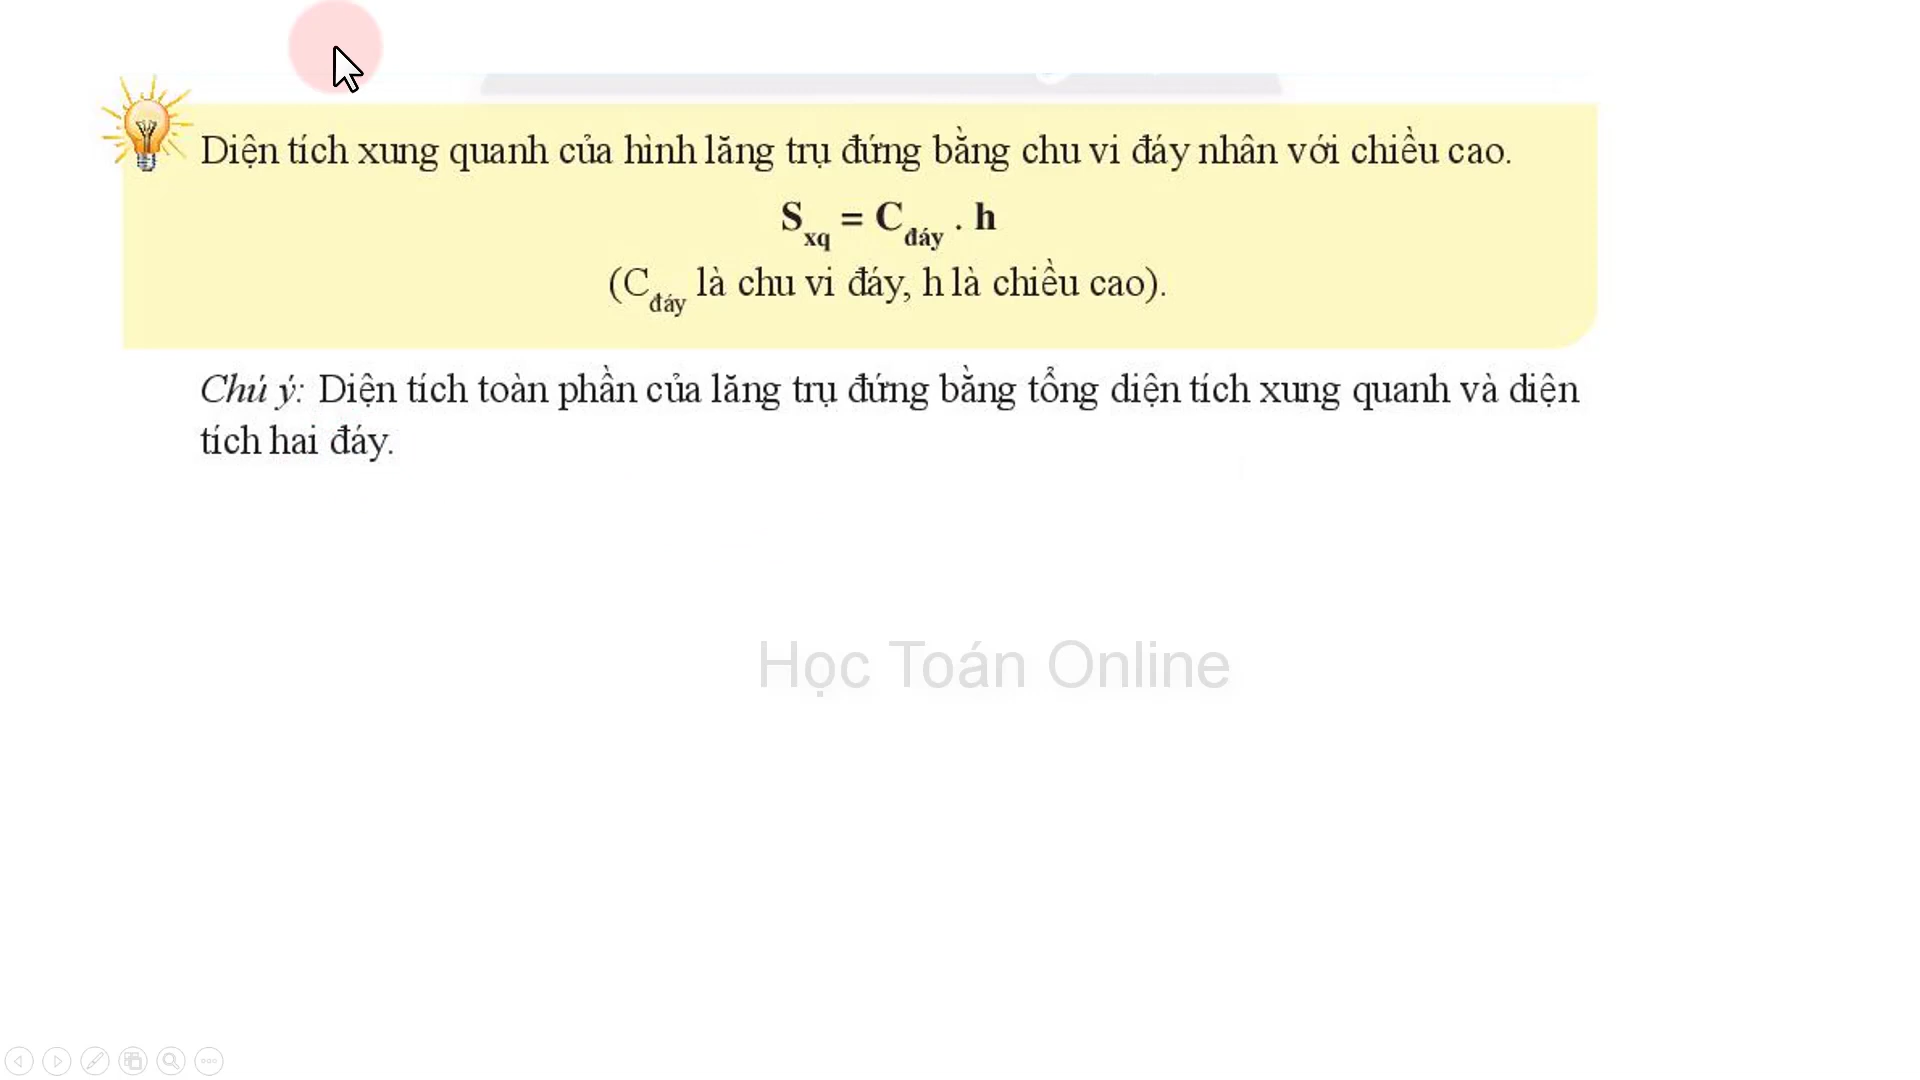 Diện tích xung quanh của hình lăng trụ đứng bằng chu vi đáy nhân với chiều cao.
Sxq = Cđáy . h
(Cđáy là chu vi đáy, h là chiều cao).
Chú ý: Diện tích toàn phần của lăng trụ đứng bằng tổng diện tích xung quanh và diện
tích hai đáy.
Học Toán Online